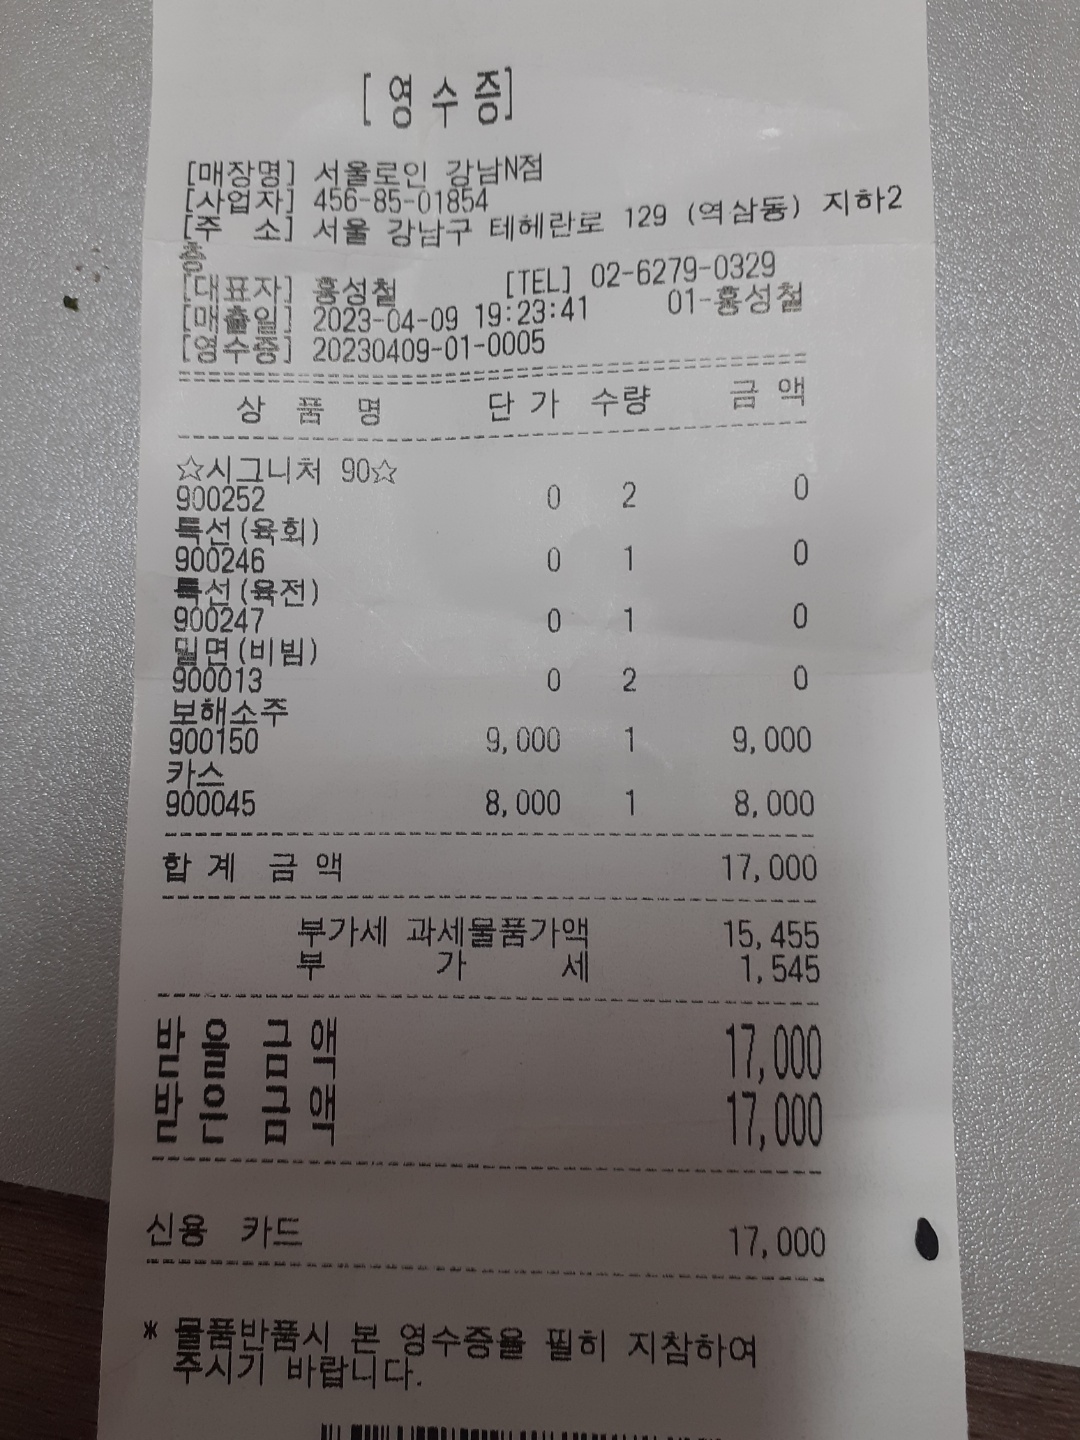 [영수증]
[매장명] 서울로인 강남N점
[사업자] 456-85-01854
[주 소] 서울 강남구 테헤란로 129 (역삼동) 지하2
층
[대표자] 홍성철 [TEL] 02-6279-0329
[매출일] 2023-04-09 19:23:41 01-홍성철
[영수증] 20230409-01-0005
상 품 명 단 가 수량 금 액
☆시그니처 90☆
900252 0 2 0
특선(육회)
900246 0 1 0
특선(육전)
900247 0 1 0
밀면(비빔)
900013 0 2 0
보해소주
900150 9,000 1 9,000
카스
900045 8,000 1 8,000
합 계 금 액 17,000
부가세 과세물품가액 15,455
부 가 세 1,545
받 을 금 액 17,000
받 은 금 액 17,000
신용 카드 17,000
* 물품반품시 본 영수증을 필히 지참하여
주시기 바랍니다.